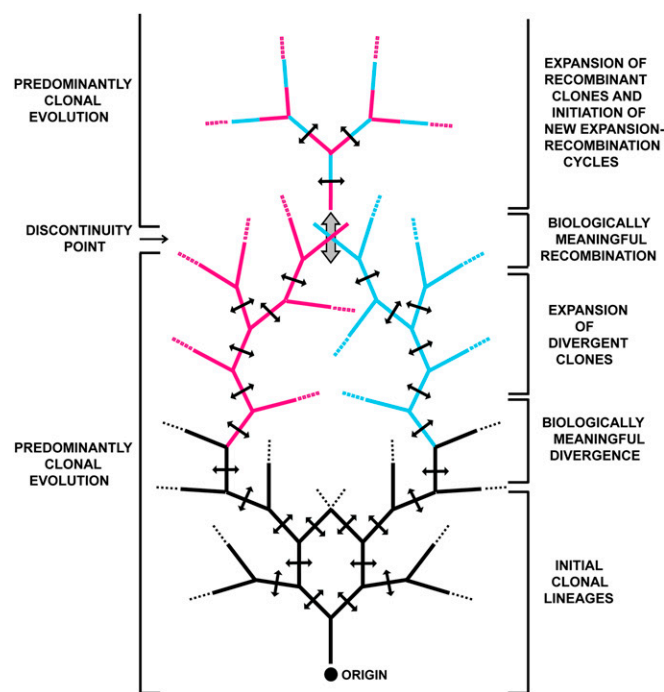 PREDOMINANTLY
CLONAL
EVOLUTION
EXPANSION OF
RECOMBINANT
CLONES AND
INITIATION OF
NEW EXPANSION-
RECOMBINATION
CYCLES
DISCONTINUITY
POINT
BIOLOGICALLY
MEANINGFUL
RECOMBINATION
EXPANSION
OF
DIVERGENT
CLONES
PREDOMINANTLY
CLONAL
EVOLUTION
BIOLOGICALLY
MEANINGFUL
DIVERGENCE
INITIAL
CLONAL
LINEAGES
ORIGIN